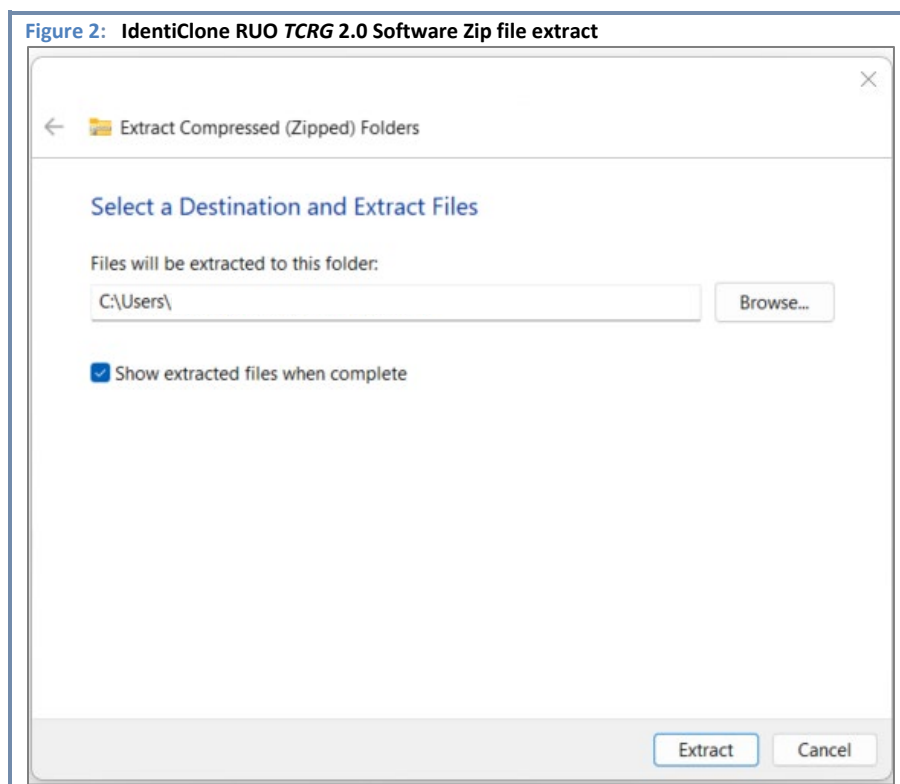 Figure 2: IdentiClone RUO TCRG 2.0 Software Zip file extract
Extract Compressed (Zipped) Folders
Select a Destination and Extract Files
Files will be extracted to this folder:
C:\Users\
Browse...
Show extracted files when complete
Extract
Cancel